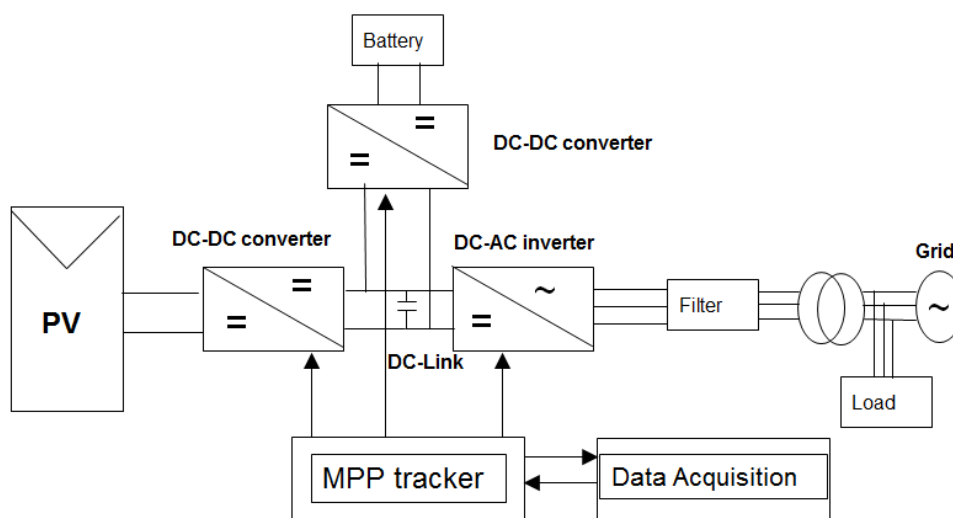 Battery
DC-DC converter
DC-DC converter
DC-AC inverter
Grid
PV
Filter
DC-Link
Load
MPP tracker
Data Acquisition